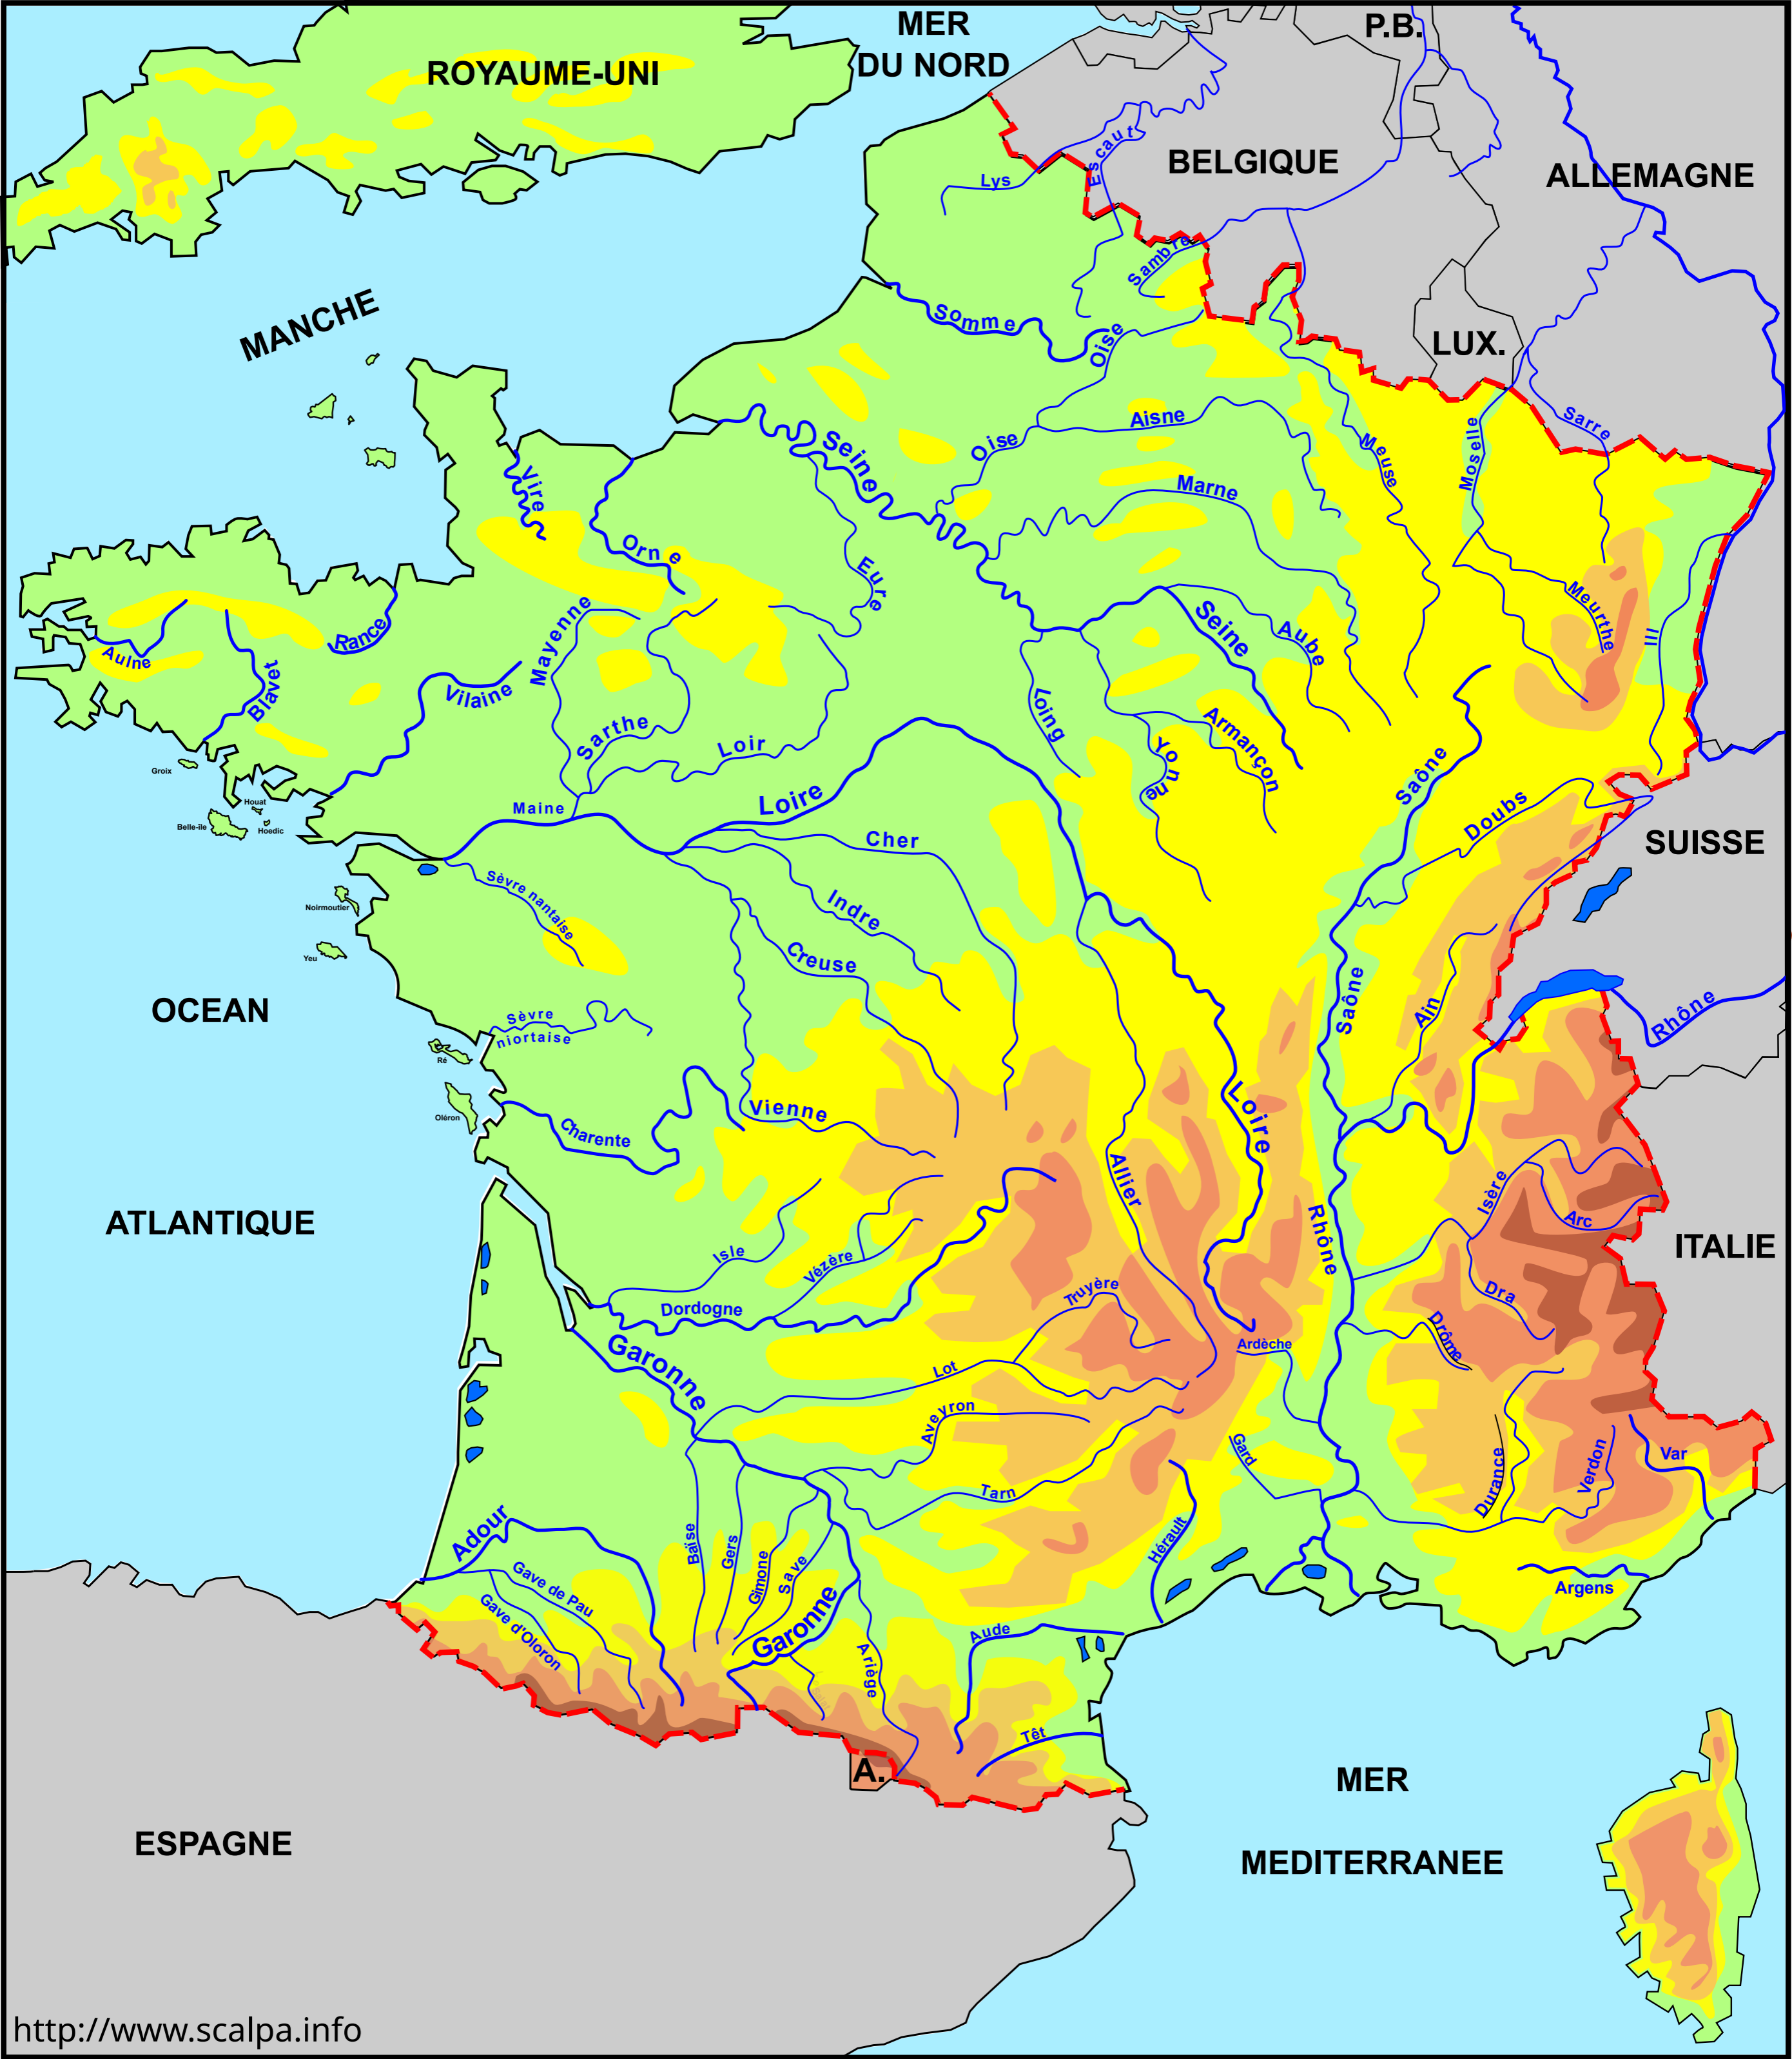 MER
DU NORD
P.B.
ROYAUME-UNI
BELGIQUE
ALLEMAGNE
Escaut
Lys
Sambre
MANCHE
Somme
Oise
LUX.
Seine
Oise
Aisne
Meuse
Moselle
Sarre
Vire
Marne
Orne
Eure
Mayenne
Rance
Aulne
Blavet
Vilaine
Seine
Aube
Meurthe
Ill
Sarthe
Loir
Loing
Yonne
Armançon
Saône
Groix
Houat
Belle-île
Hoedic
Maine
Loire
Cher
Doubs
SUISSE
Sèvre nantaise
Indre
Noirmoutier
Yeu
Creuse
OCEAN
Sèvre
niortaise
Saône
Ain
Rhône
Ré
Oléron
Charente
Vienne
Loire
Allier
ATLANTIQUE
Isère
Arc
ITALIE
Isle
Vézère
Rhône
Dordogne
Truyère
Dra
Garonne
Ardèche
Drôme
Lot
Aveyron
Gard
Durance
Verdon
Var
Tarn
Adour
Baïse
Gers
Gimone
Save
Hérault
Gave de Pau
Gave d'Oloron
Garonne
Argens
Ariège
Aude
Têt
A.
MER
MEDITERRANEE
ESPAGNE
http://www.scalpa.info